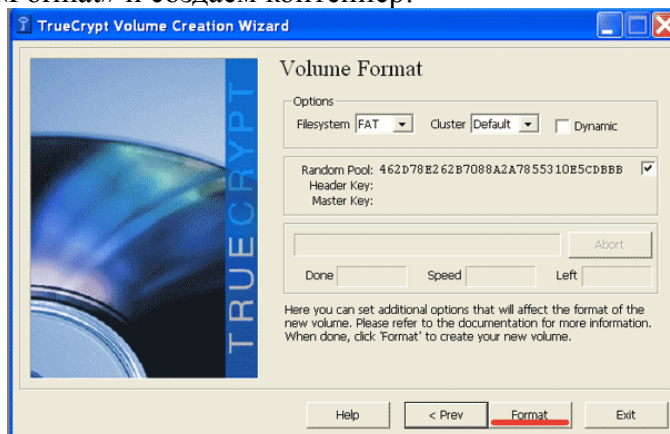 «Format» и создаем контейнер.
TrueCrypt Volume Creation Wizard
TRUECRYPT
Volume Format
Options
Filesystem FAT Cluster Default Dynamic
Random Pool: 462D78E262B7088A2A7855310E5CDBBB
Header Key:
Master Key:
Abort
Done Speed Left
Here you can set additional options that will affect the format of the
new volume. Please refer to the documentation for more information.
When done, click 'Format' to create your new volume.
Help < Prev Format Exit